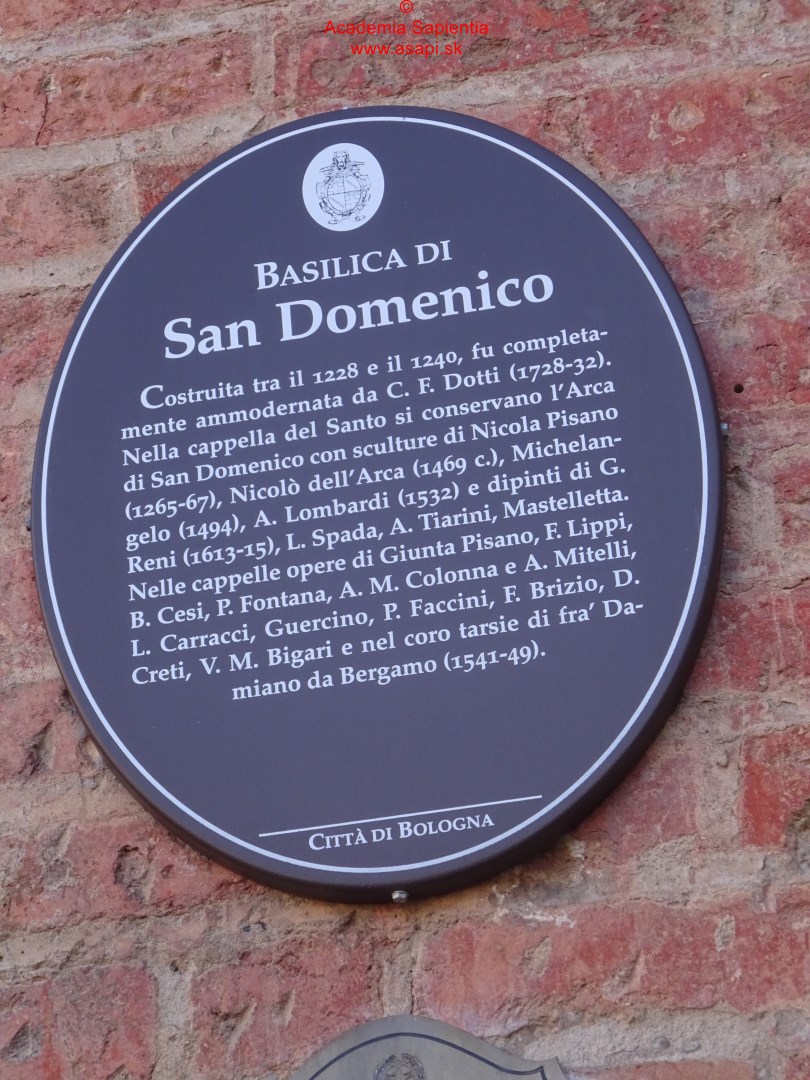 ©
Academia Sapientia
www.asapi.sk
BASILICA DI
San Domenico
Costruita tra il 1228 e il 1240, fu completa-
mente ammodernata da C. F. Dotti (1728-32).
Nella cappella del Santo si conservano l'Arca
di San Domenico con sculture di Nicola Pisano
(1265-67), Nicolò dell'Arca (1469 c.), Michelan-
gelo (1494), A. Lombardi (1532) e dipinti di G.
Reni (1613-15), L. Spada, A. Tiarini, Mastelletta.
Nelle cappelle opere di Giunta Pisano, F. Lippi,
B. Cesi, P. Fontana, A. M. Colonna e A. Mitelli,
L. Carracci, Guercino, P. Faccini, F. Brizio, D.
Creti, V. M. Bigari e nel coro tarsie di fra' Da-
miano da Bergamo (1541-49).
CITTÀ DI BOLOGNA